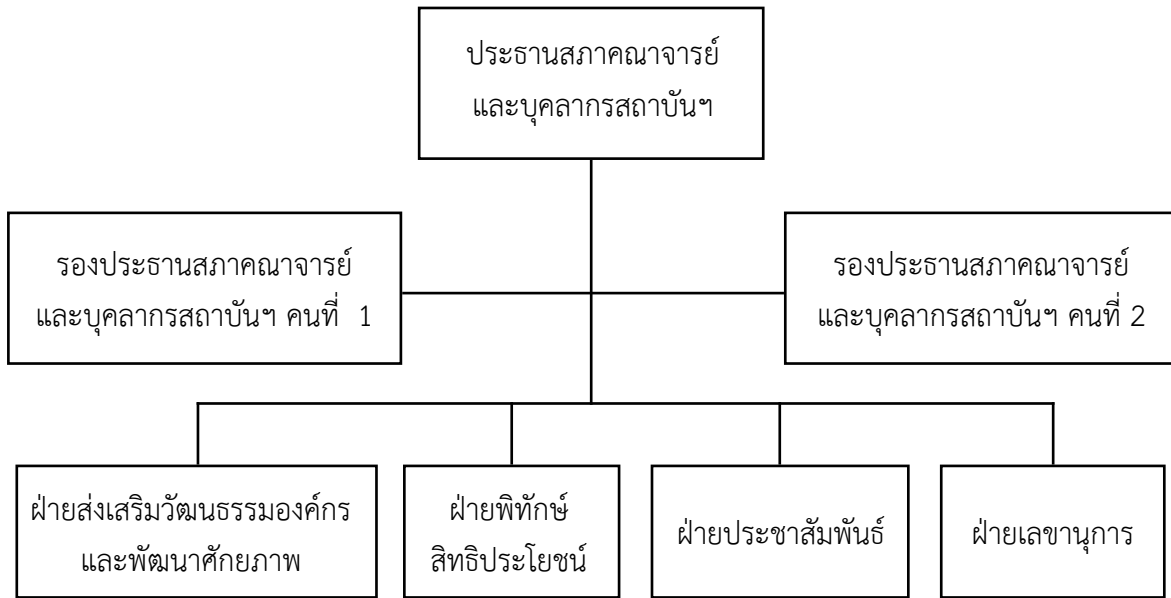 ประธานสภาคณาจารย์
และบุคลากรสถาบันฯ
รองประธานสภาคณาจารย์
และบุคลากรสถาบันฯ คนที่ 1
รองประธานสภาคณาจารย์
และบุคลากรสถาบันฯ คนที่ 2
ฝ่ายส่งเสริมวัฒนธรรมองค์กร
และพัฒนาศักยภาพ
ฝ่ายพิทักษ์
สิทธิประโยชน์
ฝ่ายประชาสัมพันธ์
ฝ่ายเลขานุการ